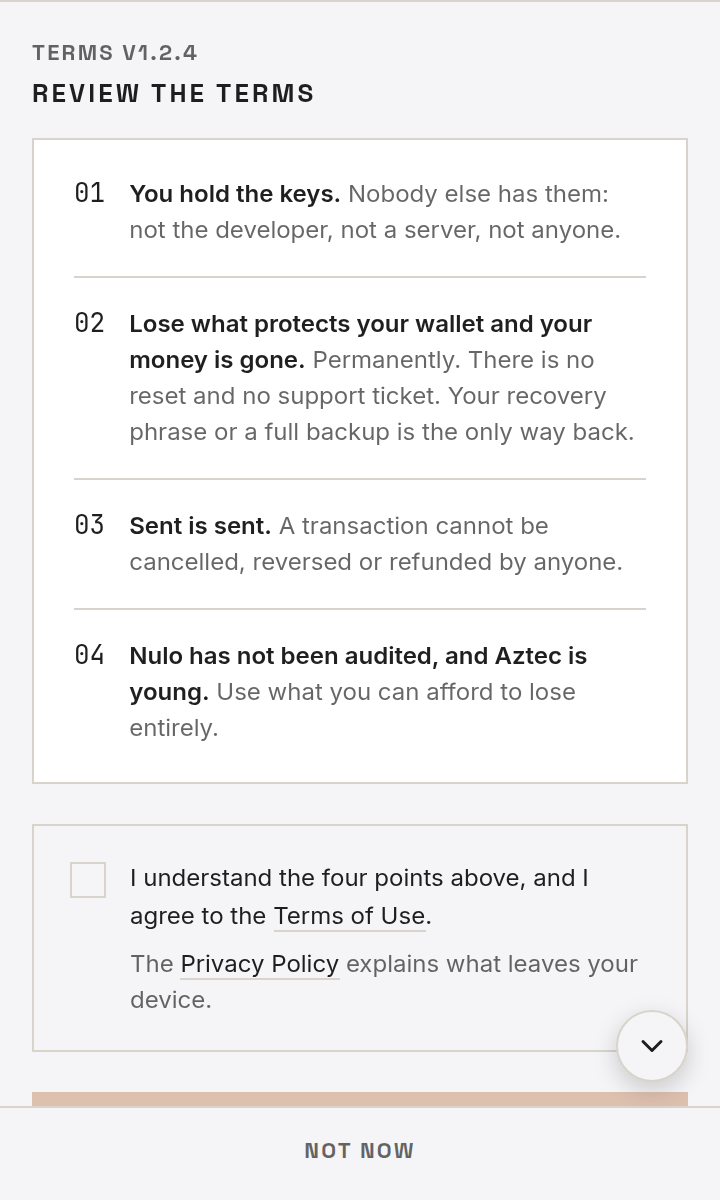 TERMS V1.2.4
REVIEW THE TERMS
01 You hold the keys. Nobody else has them:
not the developer, not a server, not anyone.
02 Lose what protects your wallet and your
money is gone. Permanently. There is no
reset and no support ticket. Your recovery
phrase or a full backup is the only way back.
03 Sent is sent. A transaction cannot be
cancelled, reversed or refunded by anyone.
04 Nulo has not been audited, and Aztec is
young. Use what you can afford to lose
entirely.
I understand the four points above, and I
agree to the Terms of Use.
The Privacy Policy explains what leaves your
device.
NOT NOW